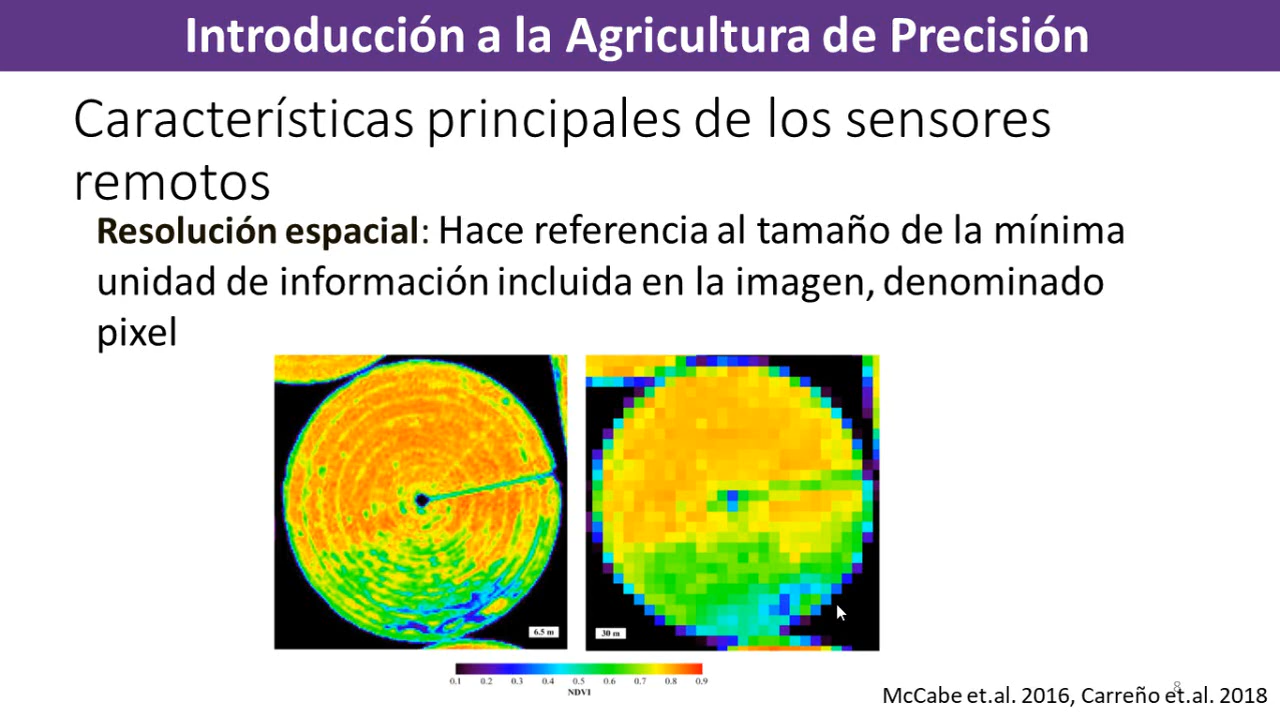 Introducción a la Agricultura de Precisión
Características principales de los sensores
remotos
Resolución espacial: Hace referencia al tamaño de la mínima
unidad de información incluida en la imagen, denominado
pixel
6.5 m
30 m
0.1 0.2 0.3 0.4 0.5 0.6 0.7 0.8 0.9
NDVI
8
McCabe et.al. 2016, Carreño et.al. 2018